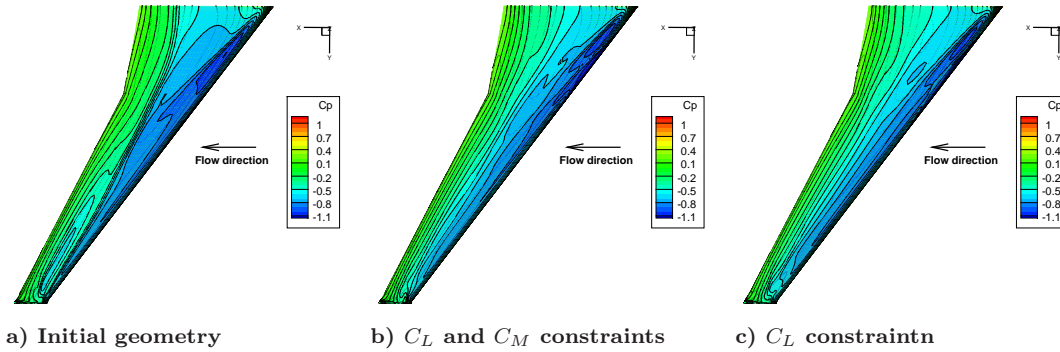 X
Y
Cp
1
0.7
0.4
0.1
-0.2
-0.5
-0.8
-1.1
Flow direction
a) Initial geometry
X
Y
Cp
1
0.7
0.4
0.1
-0.2
-0.5
-0.8
-1.1
Flow direction
b) C_L and C_M constraints
X
Y
Cp
1
0.7
0.4
0.1
-0.2
-0.5
-0.8
-1.1
Flow direction
c) C_L constraintn